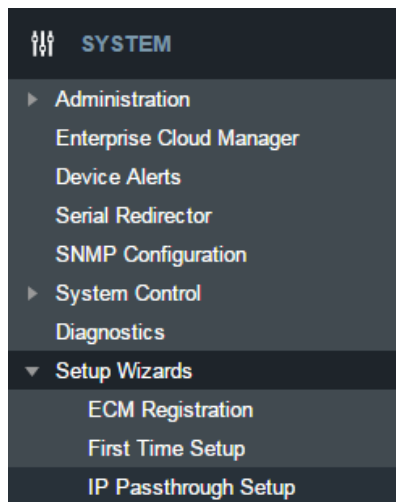 SYSTEM
Administration
Enterprise Cloud Manager
Device Alerts
Serial Redirector
SNMP Configuration
System Control
Diagnostics
Setup Wizards
ECM Registration
First Time Setup
IP Passthrough Setup